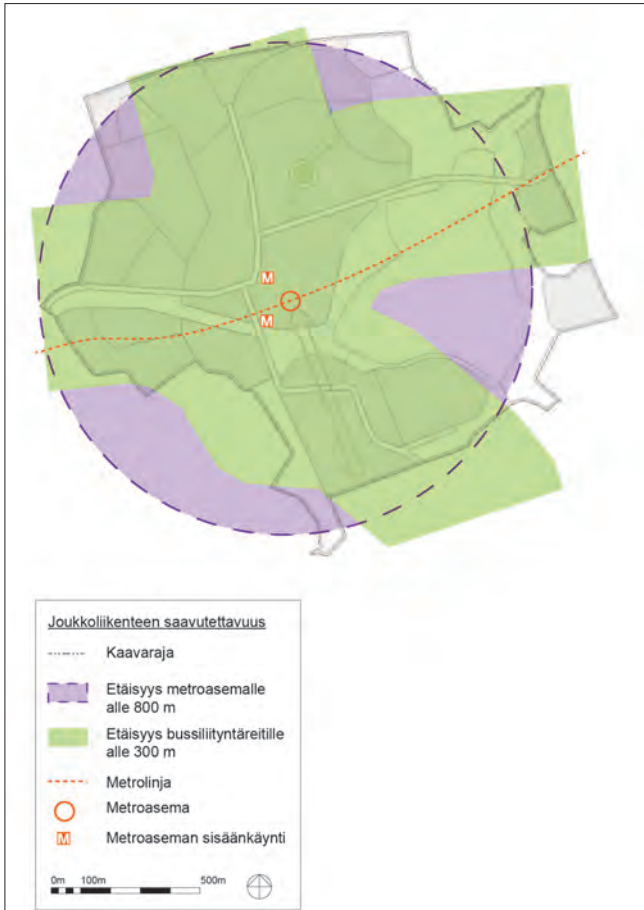 M
M
Joukkoliikenteen saavutettavuus
Kaavaraja
Etäisyys metroasemalle
alle 800 m
Etäisyys bussiliityntäreitille
alle 300 m
Metrolinja
Metroasema
M Metroaseman sisäänkäynti
0m 100m 500m